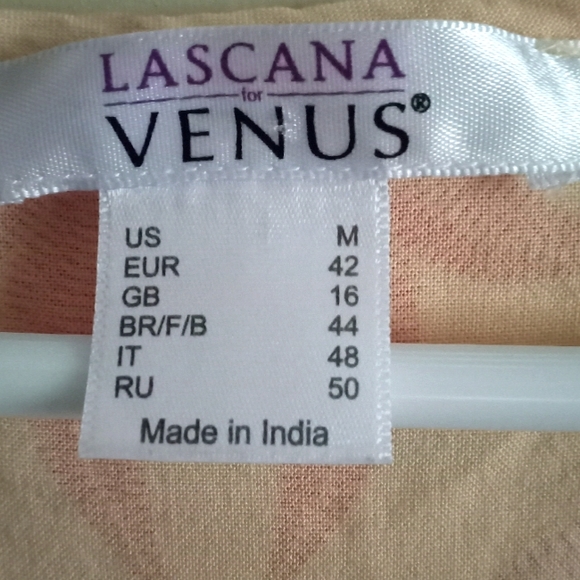 LASCANA
for
VENUS®
US M
EUR 42
GB 16
BR/F/B 44
IT 48
RU 50
Made in India